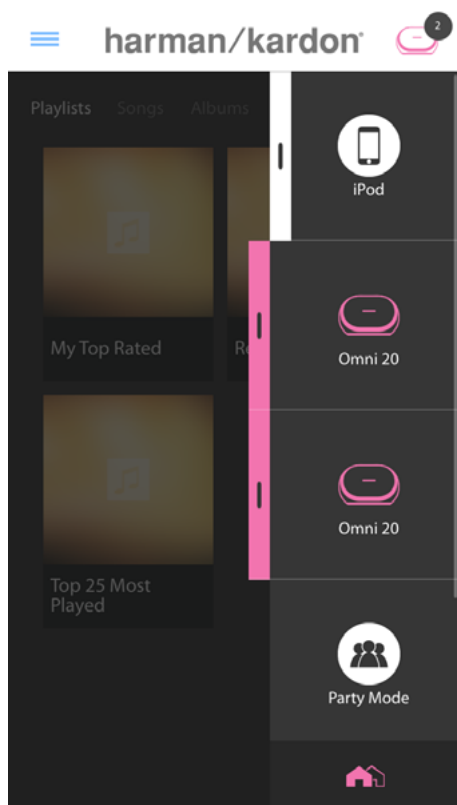 harman/kardon
2
Playlists Songs Albums
iPod
My Top Rated
Omni 20
Omni 20
Top 25 Most
Played
Party Mode